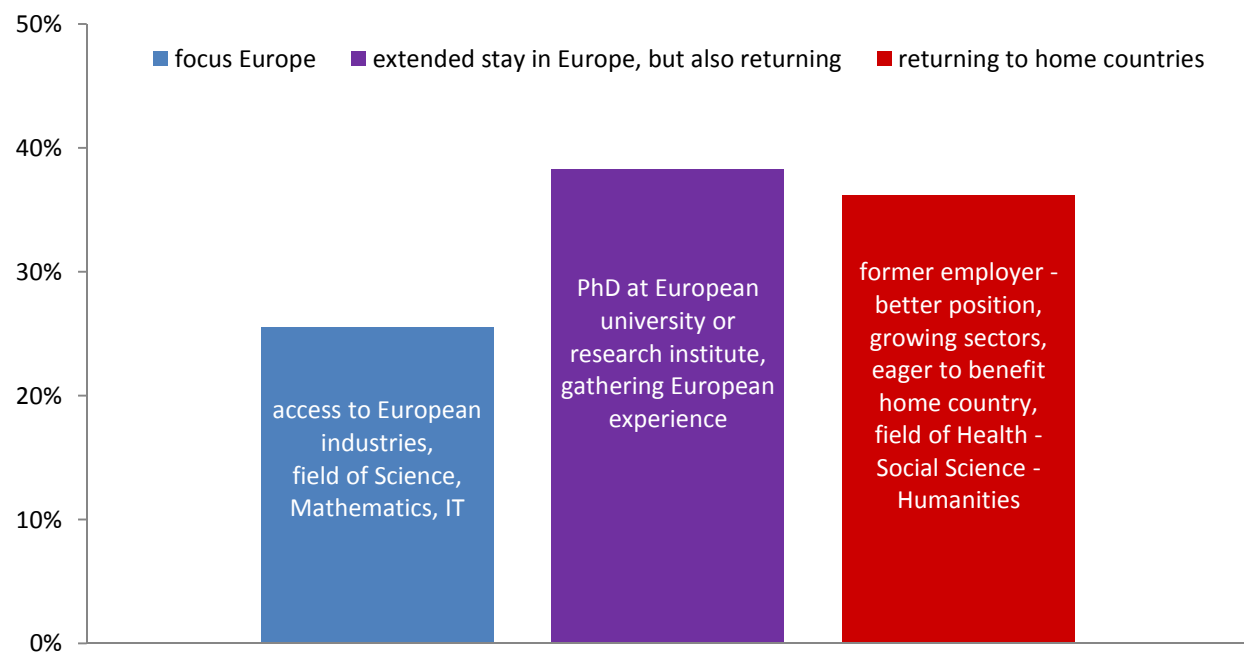 50%
focus Europe
extended stay in Europe, but also returning
returning to home countries
40%
30%
20%
10%
0%
access to European
industries,
field of Science,
Mathematics, IT
PhD at European
university or
research institute,
gathering European
experience
former employer -
better position,
growing sectors,
eager to benefit
home country,
field of Health -
Social Science -
Humanities